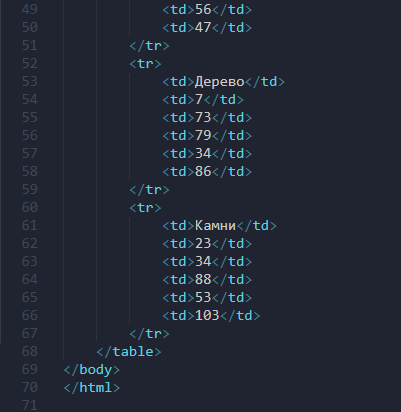 49 <td>56</td>
50 <td>47</td>
51 </tr>
52 <tr>
53 <td>Дерево</td>
54 <td>7</td>
55 <td>73</td>
56 <td>79</td>
57 <td>34</td>
58 <td>86</td>
59 </tr>
60 <tr>
61 <td>Камни</td>
62 <td>23</td>
63 <td>34</td>
64 <td>88</td>
65 <td>53</td>
66 <td>103</td>
67 </tr>
68 </table>
69 </body>
70 </html>
71